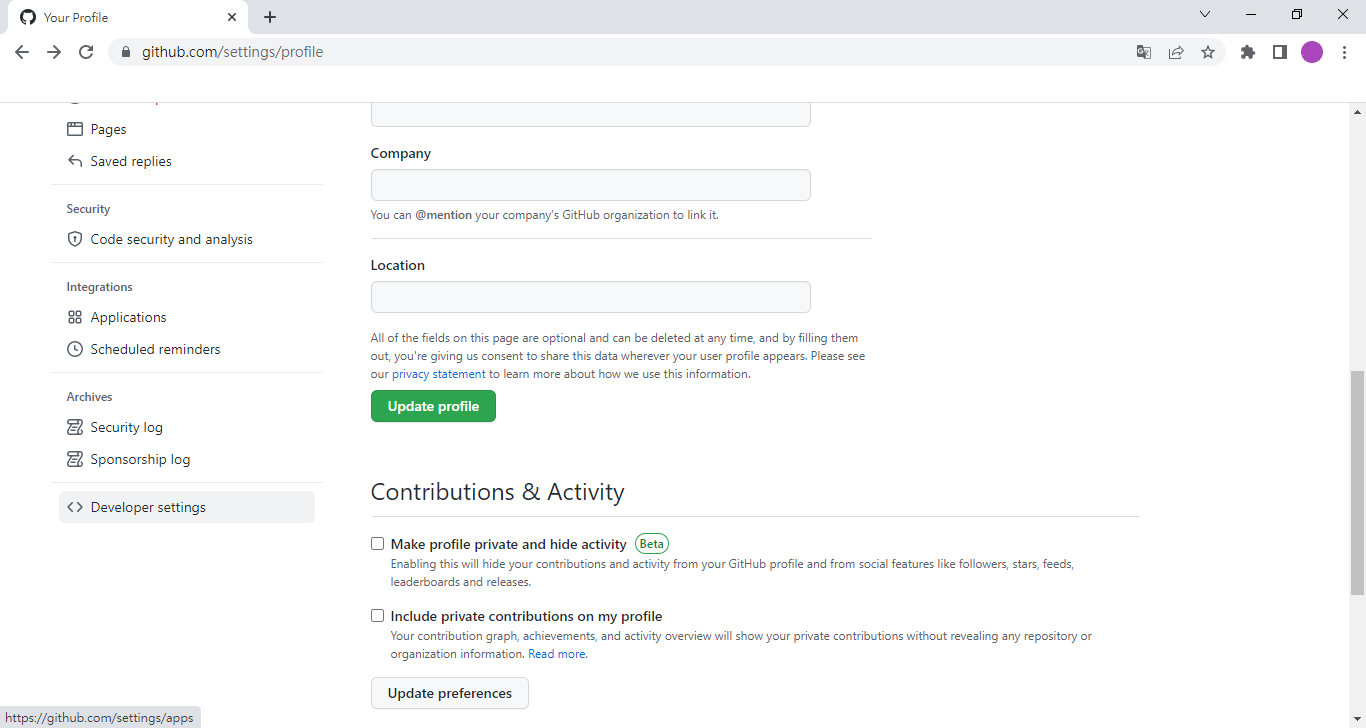 Your Profile
github.com/settings/profile
Pages
Saved replies
Security
Code security and analysis
Integrations
Applications
Scheduled reminders
Archives
Security log
Sponsorship log
Developer settings
Company
You can @mention your company's GitHub organization to link it.
Location
All of the fields on this page are optional and can be deleted at any time, and by filling them
out, you're giving us consent to share this data wherever your user profile appears. Please see
our privacy statement to learn more about how we use this information.
Update profile
Contributions & Activity
Make profile private and hide activity Beta
Enabling this will hide your contributions and activity from your GitHub profile and from social features like followers, stars, feeds,
leaderboards and releases.
Include private contributions on my profile
Your contribution graph, achievements, and activity overview will show your private contributions without revealing any repository or
organization information. Read more.
Update preferences
https://github.com/settings/apps